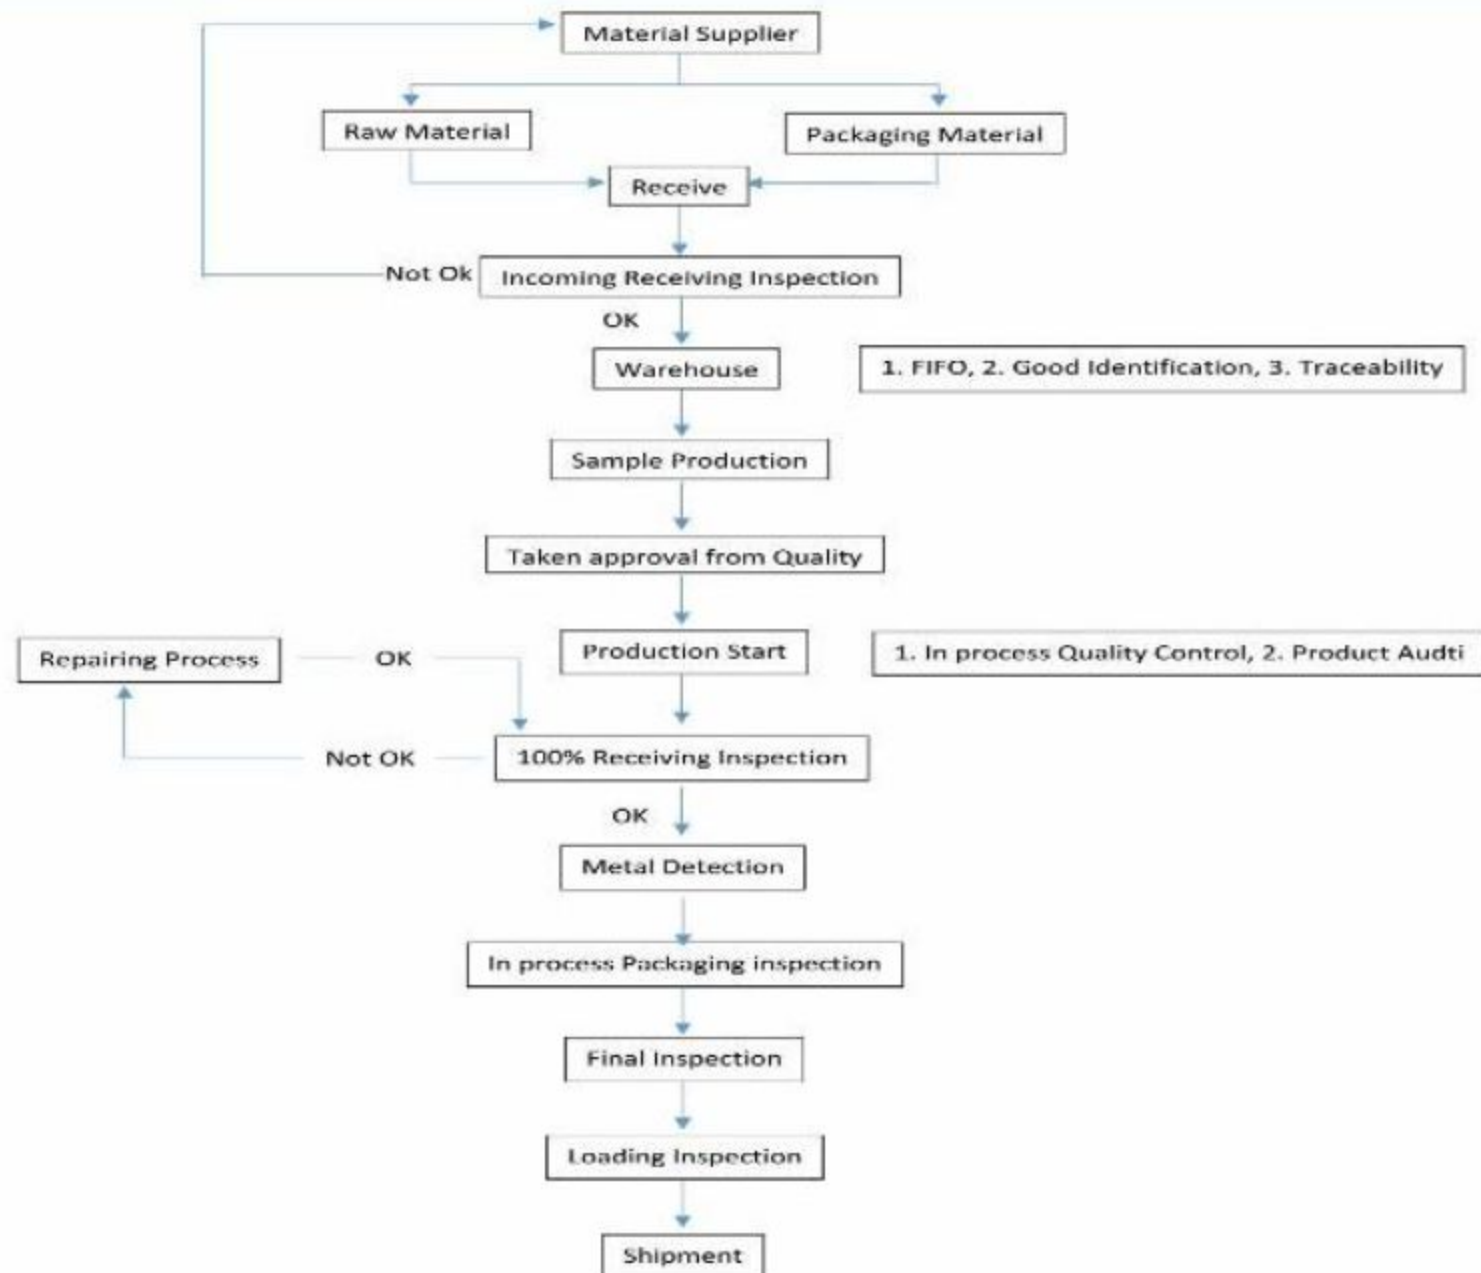 Material Supplier
Raw Material
Packaging Material
Receive
Not Ok
Incoming Receiving Inspection
OK
Warehouse
1. FIFO, 2. Good Identification, 3. Traceability
Sample Production
Taken approval from Quality
Production Start
1. In process Quality Control, 2. Product Audti
Repairing Process
OK
Not OK
100% Receiving Inspection
OK
Metal Detection
In process Packaging inspection
Final Inspection
Loading Inspection
Shipment